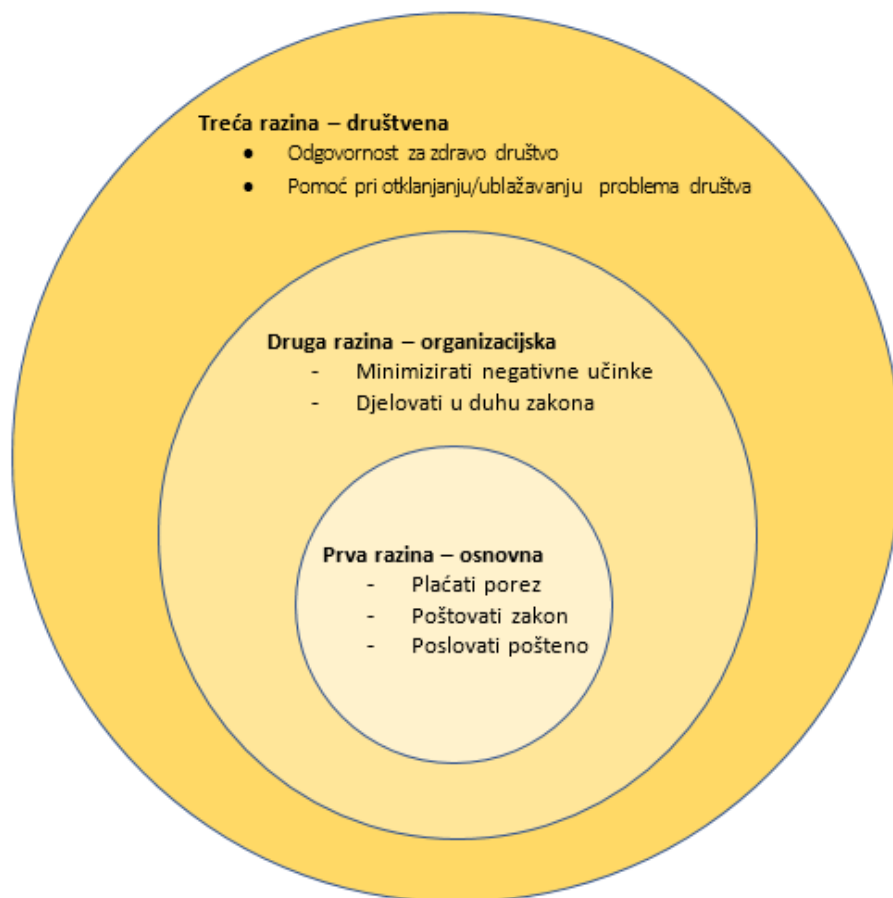 Treća razina – društvena
● Odgovornost za zdravo društvo
● Pomoć pri otklanjanju/ublažavanju problema društva
Druga razina – organizacijska
- Minimizirati negativne učinke
- Djelovati u duhu zakona
Prva razina – osnovna
- Plaćati porez
- Poštovati zakon
- Poslovati pošteno